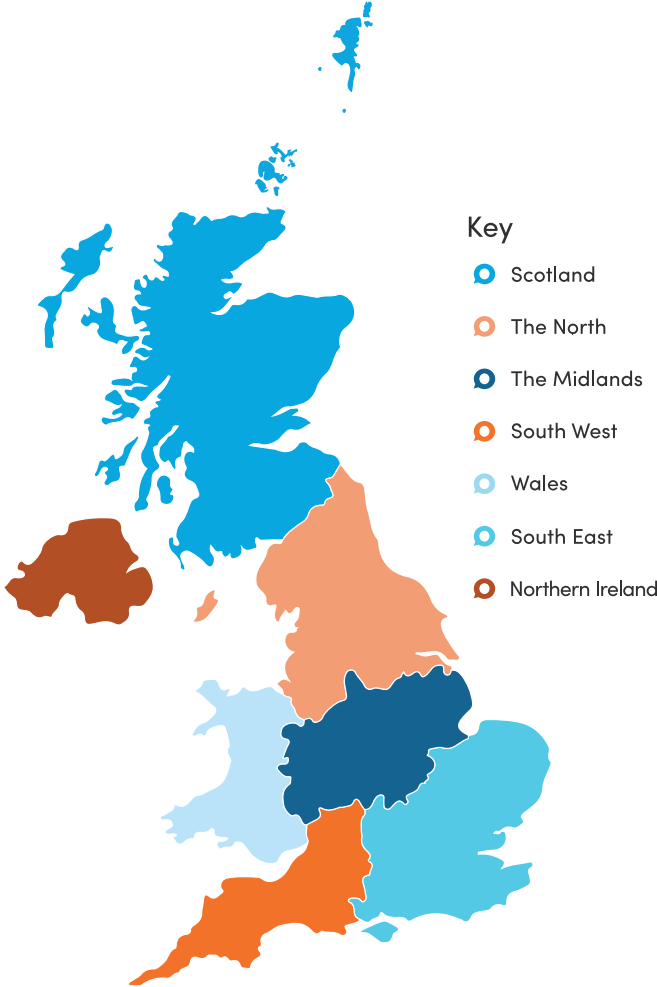 Key
Scotland
The North
The Midlands
South West
Wales
South East
Northern Ireland